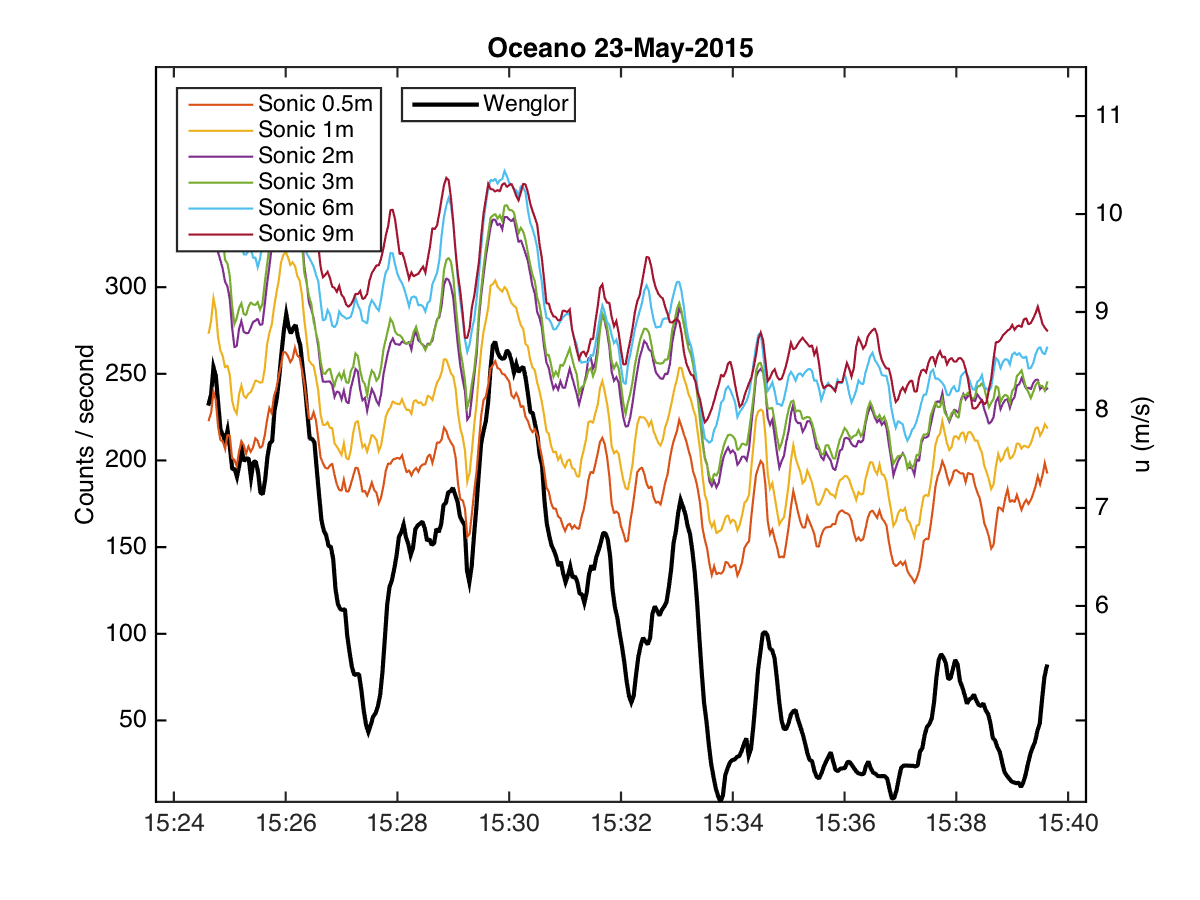 Oceano 23-May-2015
Sonic 0.5m
Sonic 1m
Sonic 2m
Sonic 3m
Sonic 6m
Sonic 9m
Wenglor
Counts / second
300
250
200
150
100
50
11
10
9
8
7
6
u (m/s)
15:24 15:26 15:28 15:30 15:32 15:34 15:36 15:38 15:40